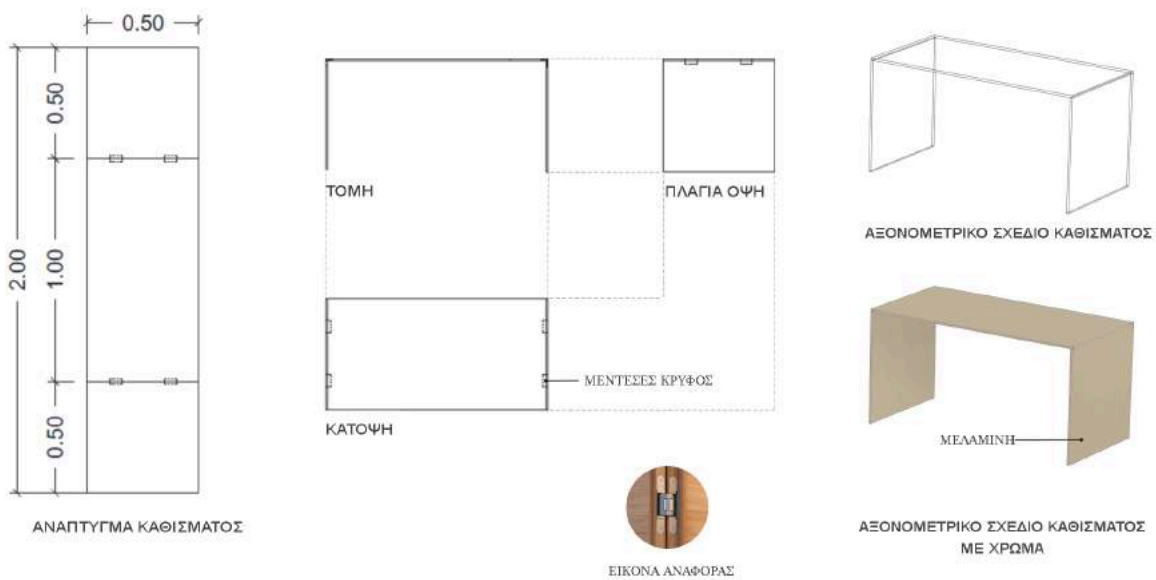 0.50
0.50
1.00
2.00
0.50
ΑΝΑΠΤΥΓΜΑ ΚΑΘΙΣΜΑΤΟΣ
ΤΟΜΗ
ΠΛΑΓΙΑ ΟΨΗ
ΜΕΝΤΕΣΕΣ ΚΡΥΦΟΣ
ΚΑΤΟΨΗ
ΕΙΚΟΝΑ ΑΝΑΦΟΡΑΣ
ΑΞΟΝΟΜΕΤΡΙΚΟ ΣΧΕΔΙΟ ΚΑΘΙΣΜΑΤΟΣ
ΜΕΛΑΜΙΝΗ
ΑΞΟΝΟΜΕΤΡΙΚΟ ΣΧΕΔΙΟ ΚΑΘΙΣΜΑΤΟΣ
ΜΕ ΧΡΩΜΑ